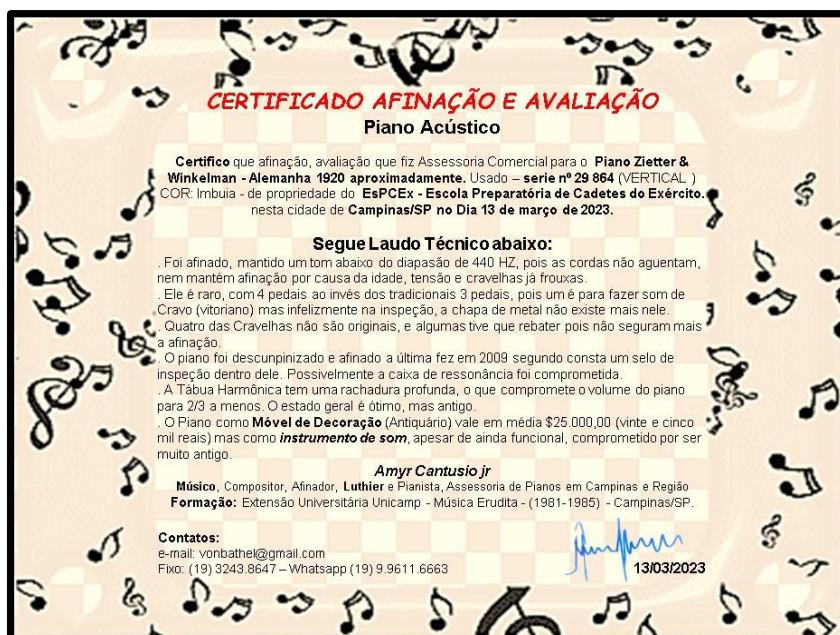 CERTIFICADO AFINAÇÃO E AVALIAÇÃO
Piano Acústico
Certifico que afinação, avaliação que fiz Assessoria Comercial para o Piano Zietter &
Winkelman - Alemanha 1920 aproximadamente. Usado – serie nº 29 864 (VERTICAL )
COR: Imbuia - de propriedade do EsPCEx - Escola Preparatória de Cadetes do Exército.
nesta cidade de Campinas/SP no Dia 13 de março de 2023.
Segue Laudo Técnico abaixo:
. Foi afinado, mantido um tom abaixo do diapasão de 440 HZ, pois as cordas não aguentam,
nem mantém afinação por causa da idade, tensão e cravelhas já frouxas.
. Ele é raro, com 4 pedais ao invés dos tradicionais 3 pedais, pois um é para fazer som de
Cravo (vitoriano) mas infelizmente na inspeção, a chapa de metal não existe mais nele.
. Quatro das Cravelhas não são originais, e algumas tive que rebater pois não seguram mais
a afinação.
. O piano foi descunpinizado e afinado a última fez em 2009 segundo consta um selo de
inspeção dentro dele. Possivelmente a caixa de ressonância foi comprometida.
. A Tábua Harmônica tem uma rachadura profunda, o que compromete o volume do piano
para 2/3 a menos. O estado geral é ótimo, mas antigo.
. O Piano como Móvel de Decoração (Antiquário) vale em média $25.000,00 (vinte e cinco
mil reais) mas como instrumento de som, apesar de ainda funcional, comprometido por ser
muito antigo.
Amyr Cantusio jr
Músico, Compositor, Afinador, Luthier e Pianista, Assessoria de Pianos em Campinas e Região
Formação: Extensão Universitária Unicamp - Música Erudita - (1981-1985) - Campinas/SP.
Contatos:
e-mail: vonbathel@gmail.com
Fixo: (19) 3243.8647 – Whatsapp (19) 9.9611.6663
13/03/2023